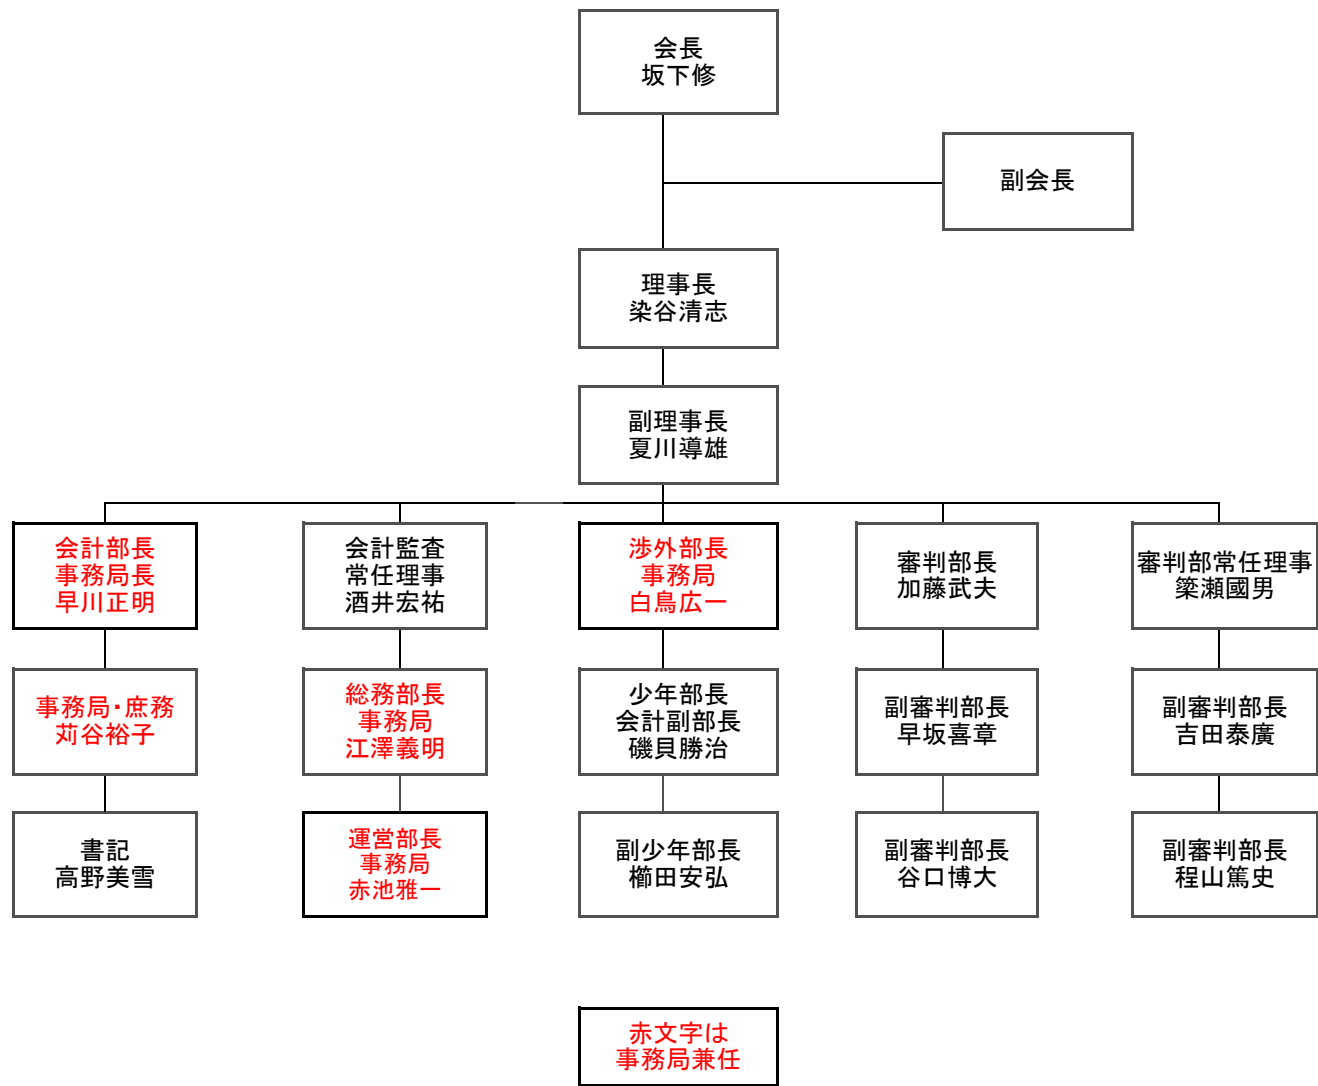 会長
坂下修
副会長
理事長
染谷清志
副理事長
夏川導雄
会計部長
事務局長
早川正明
会計監査
常任理事
酒井宏祐
渉外部長
事務局
白鳥広一
審判部長
加藤武夫
審判部常任理事
簗瀬國男
事務局・庶務
苅谷裕子
総務部長
事務局
江澤義明
少年部長
会計副部長
磯貝勝治
副審判部長
早坂喜章
副審判部長
吉田泰廣
書記
高野美雪
運営部長
事務局
赤池雅一
副少年部長
櫛田安弘
副審判部長
谷口博大
副審判部長
程山篤史
赤文字は
事務局兼任